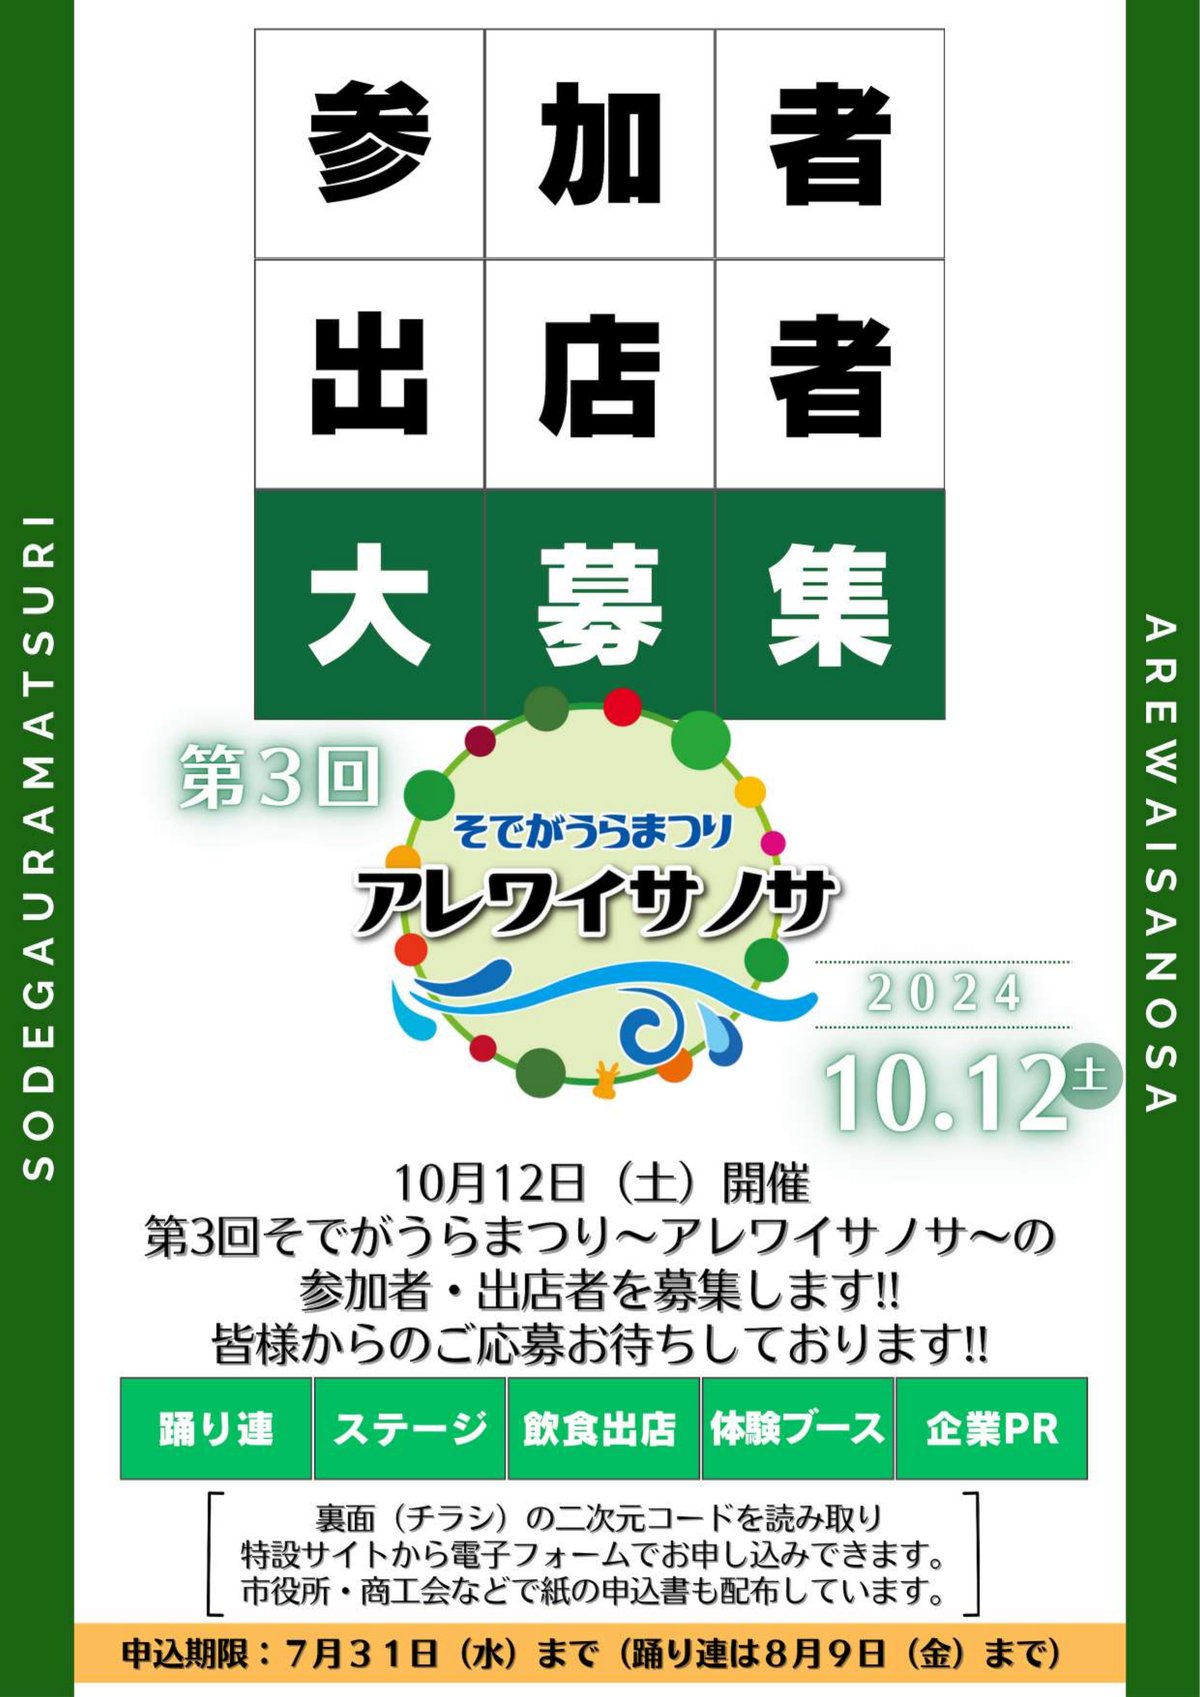 参加者
出店者
大募集
第3回
そでがうらまつり
アレワイサノサ
2024
10.12土
SODEGAURAMATSURI
AREWAISANOSA
10月12日（土）開催
第3回そでがうらまつり～アレワイサノサ～の
参加者・出店者を募集します!!
皆様からのご応募お待ちしております!!
踊り連 ステージ 飲食出店 体験ブース 企業PR
裏面（チラシ）の二次元コードを読み取り
特設サイトから電子フォームでお申し込みできます。
市役所・商工会などで紙の申込書も配布しています。
申込期限：７月３１日（水）まで（踊り連は８月９日（金）まで）